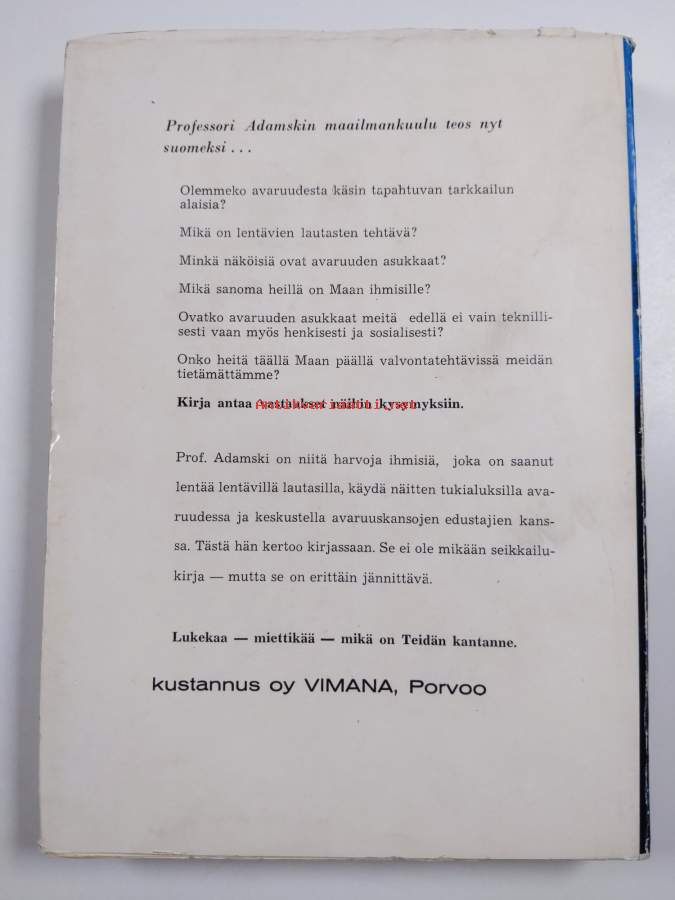 Professori Adamskin maailmankuulu teos nyt
suomeksi...
Olemmeko avaruudesta käsin tapahtuvan tarkkailun
alaisia?
Mikä on lentävien lautasten tehtävä?
Minkä näköisiä ovat avaruuden asukkaat?
Mikä sanoma heillä on Maan ihmisille?
Ovatko avaruuden asukkaat meitä edellä ei vain teknilli-
sesti vaan myös henkisesti ja sosialisesti?
Onko heitä täällä Maan päällä valvontatehtävissä meidän
tietämättämme?
Kirja antaa vastaukset näihin kysymyksiin.
Antikvariaatti.net
Prof. Adamski on niitä harvoja ihmisiä, joka on saanut
lentää lentävillä lautasilla, käydä näitten tukialuksilla ava-
ruudessa ja keskustella avaruuskansojen edustajien kans-
sa. Tästä hän kertoo kirjassaan. Se ei ole mikään seikkailu-
kirja — mutta se on erittäin jännittävä.
Lukekaa — miettikää — mikä on Teidän kantanne.
kustannus oy VIMANA, Porvoo